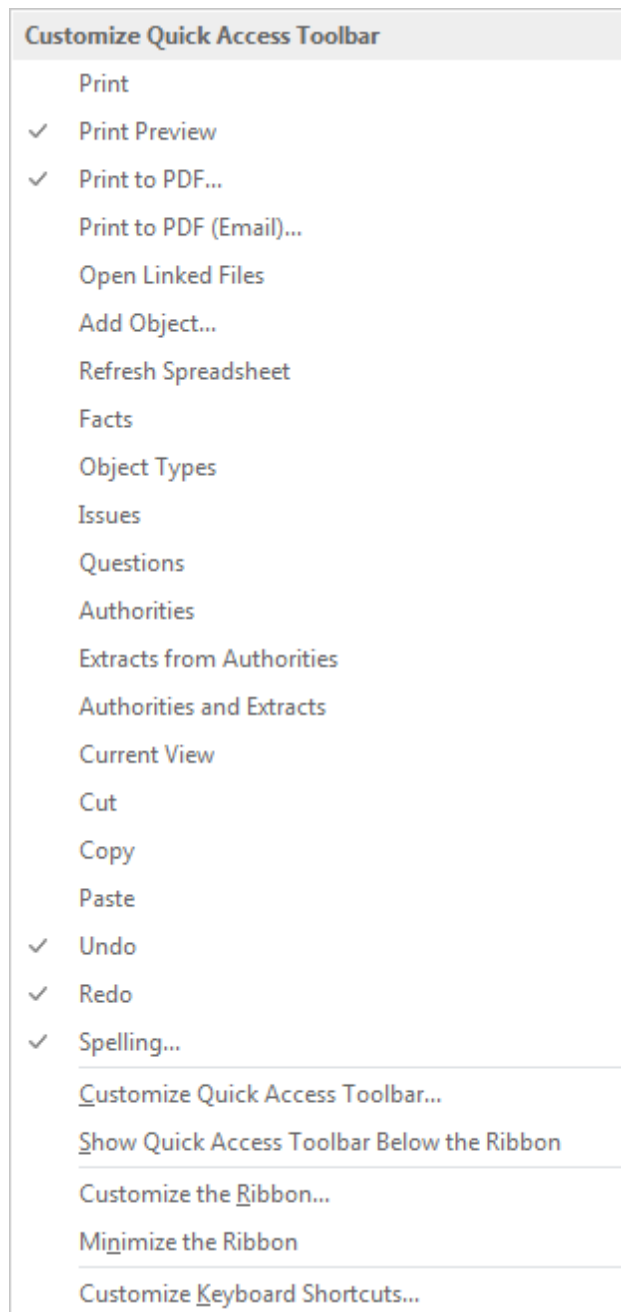 Customize Quick Access Toolbar
Print
Print Preview
Print to PDF...
Print to PDF (Email)...
Open Linked Files
Add Object...
Refresh Spreadsheet
Facts
Object Types
Issues
Questions
Authorities
Extracts from Authorities
Authorities and Extracts
Current View
Cut
Copy
Paste
Undo
Redo
Spelling...
Customize Quick Access Toolbar...
Show Quick Access Toolbar Below the Ribbon
Customize the Ribbon...
Minimize the Ribbon
Customize Keyboard Shortcuts...